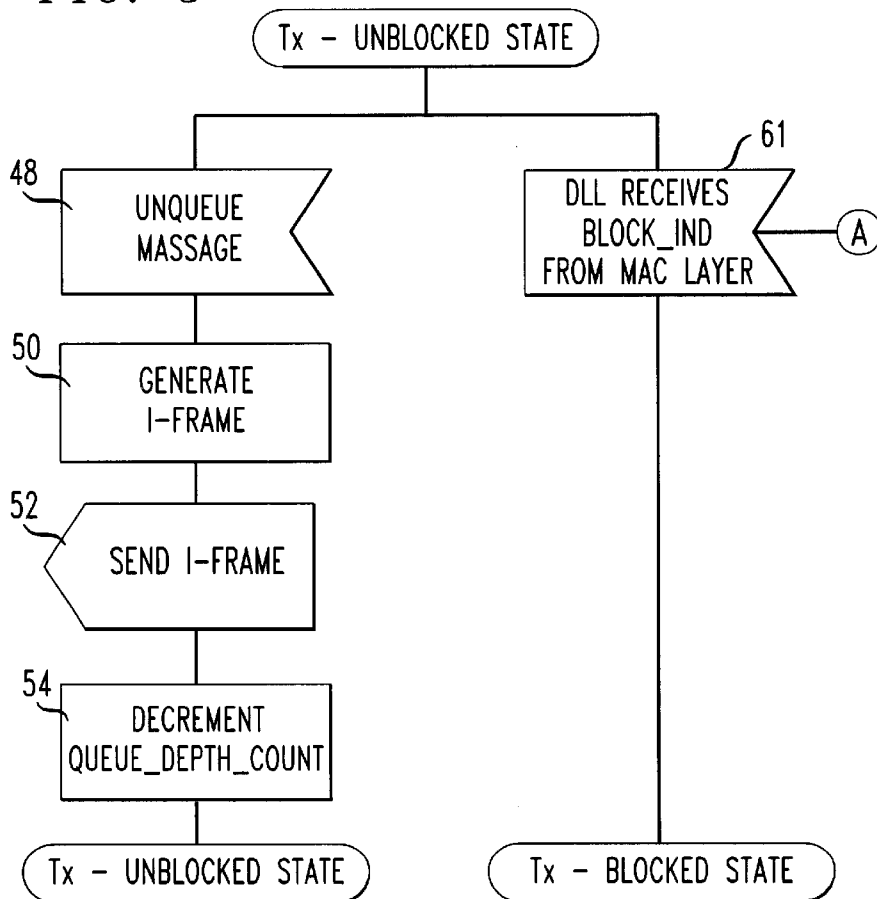 Tx - UNBLOCKED STATE
48
UNQUEUE
MASSAGE
61
DLL RECEIVES
BLOCK_IND
FROM MAC LAYER
A
50
GENERATE
I-FRAME
52
SEND I-FRAME
54
DECREMENT
QUEUE_DEPTH_COUNT
Tx - UNBLOCKED STATE
Tx - BLOCKED STATE